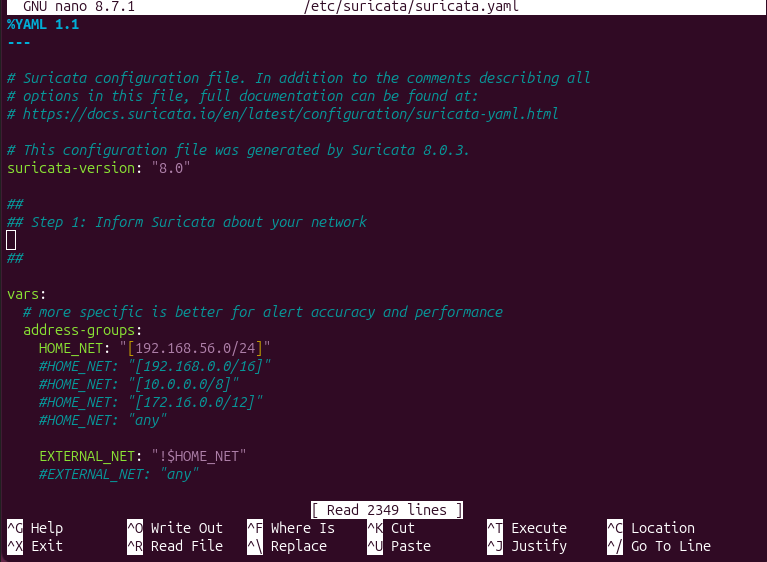 GNU nano 8.7.1 /etc/suricata/suricata.yaml
%YAML 1.1
---
# Suricata configuration file. In addition to the comments describing all
# options in this file, full documentation can be found at:
# https://docs.suricata.io/en/latest/configuration/suricata-yaml.html
# This configuration file was generated by Suricata 8.0.3.
suricata-version: "8.0"
##
## Step 1: Inform Suricata about your network
##
vars:
  # more specific is better for alert accuracy and performance
  address-groups:
    HOME_NET: "[192.168.56.0/24]"
    #HOME_NET: "[192.168.0.0/16]"
    #HOME_NET: "[10.0.0.0/8]"
    #HOME_NET: "[172.16.0.0/12]"
    #HOME_NET: "any"
    EXTERNAL_NET: "!$HOME_NET"
    #EXTERNAL_NET: "any"
[ Read 2349 lines ]
^G Help ^O Write Out ^F Where Is ^K Cut ^T Execute ^C Location
^X Exit ^R Read File ^\ Replace ^U Paste ^J Justify ^/ Go To Line